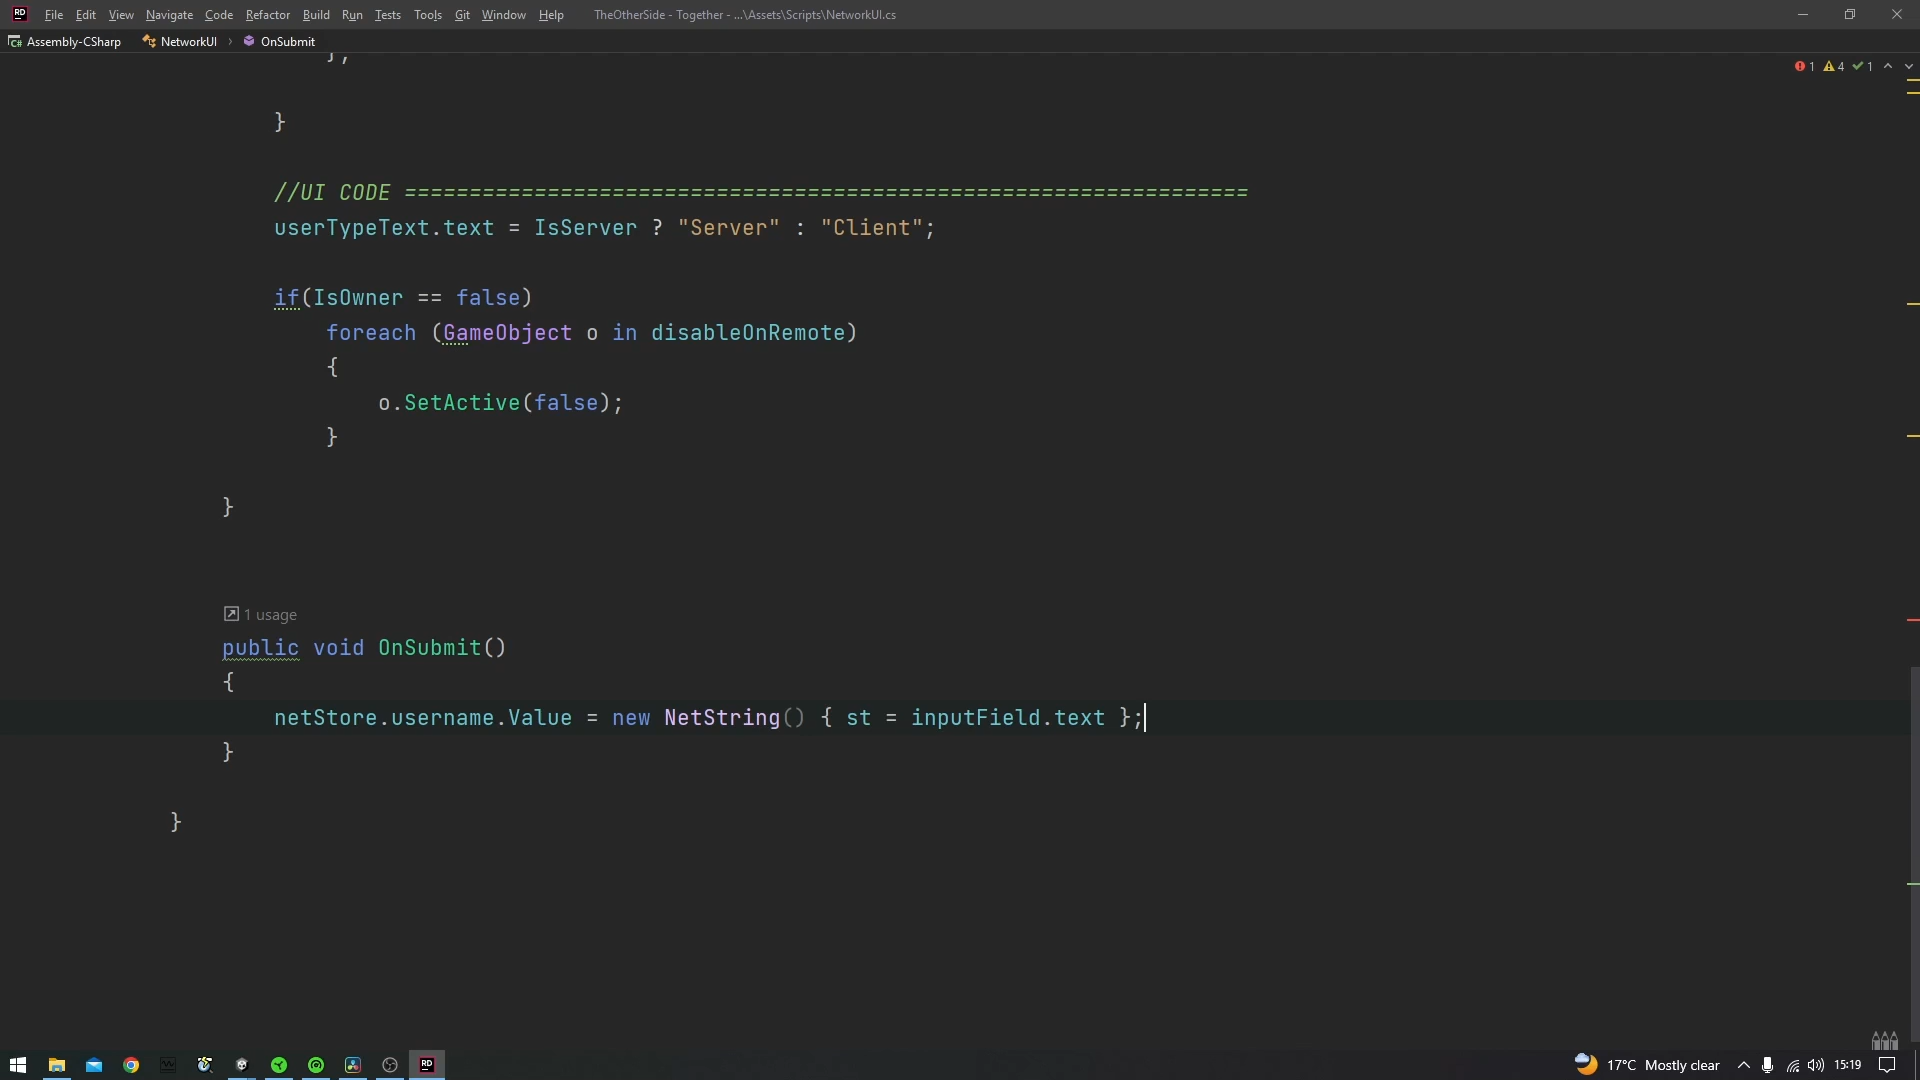 RD File Edit View Navigate Code Refactor Build Run Tests Tools Git Window Help TheOtherSide - Together - ...\Assets\Scripts\NetworkUI.cs
C# Assembly-CSharp NetworkUI › OnSubmit
};
1 4 1
}
//UI CODE =================================================================
userTypeText.text = IsServer ? "Server" : "Client";
if(IsOwner == false)
foreach (GameObject o in disableOnRemote)
{
o.SetActive(false);
}
}
1 usage
public void OnSubmit()
{
netStore.username.Value = new NetString() { st = inputField.text };
}
}
RD 17°C Mostly clear 15:19